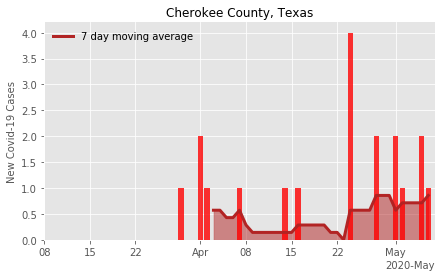 Cherokee County, Texas
7 day moving average
New Covid-19 Cases
4.0
3.5
3.0
2.5
2.0
1.5
1.0
0.5
0.0
08 15 22 Apr 08 15 22 May
2020-May